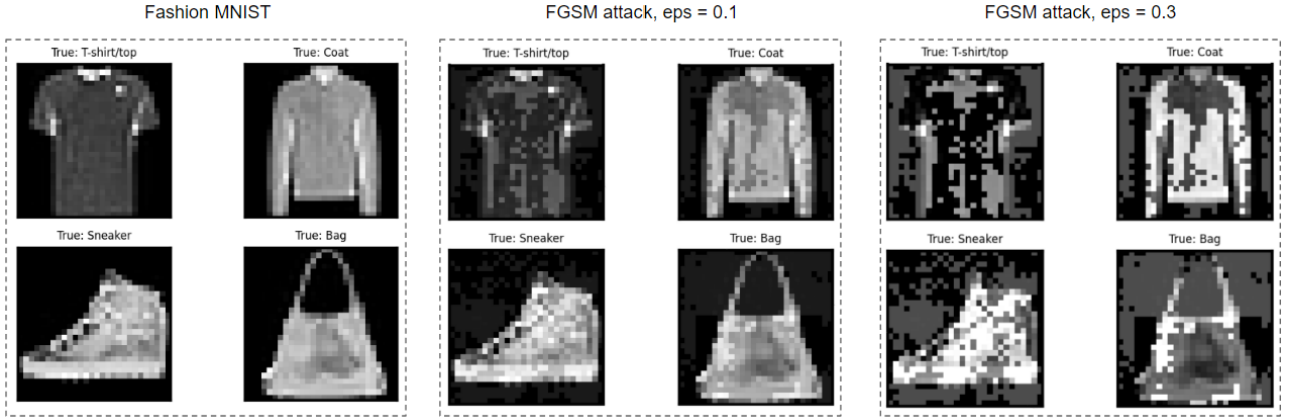 Fashion MNIST
FGSM attack, eps = 0.1
FGSM attack, eps = 0.3
True: T-shirt/top
True: Coat
True: T-shirt/top
True: Coat
True: T-shirt/top
True: Coat
True: Sneaker
True: Bag
True: Sneaker
True: Bag
True: Sneaker
True: Bag